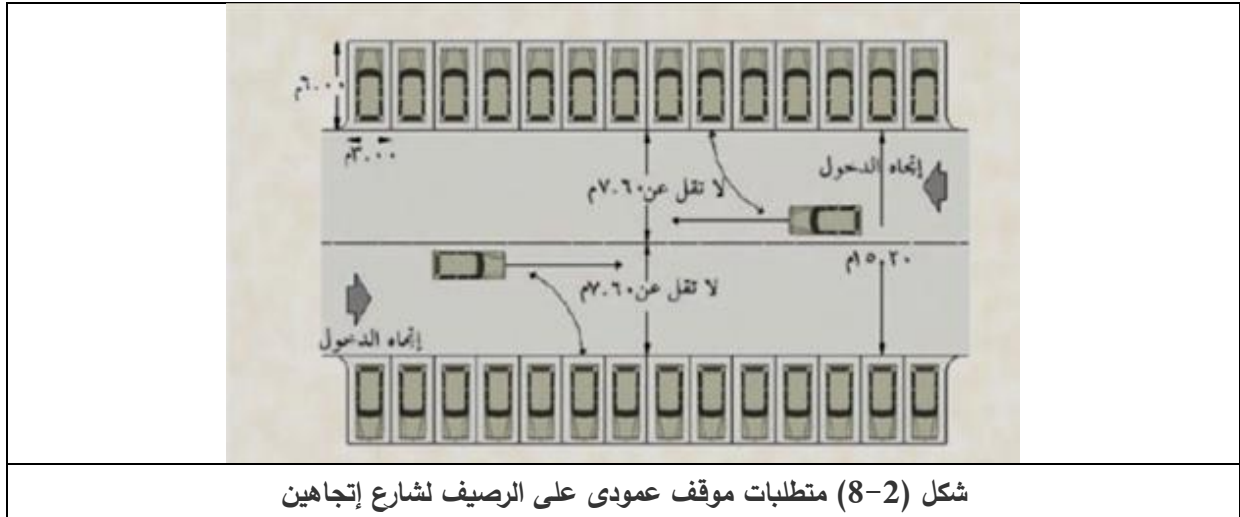 ٦.٠٠م
٣.٠٠م
إتجاه الدخول
لا تقل عن ٧.٦٠م
١٥.٢٠م
لا تقل عن ٧.٦٠م
إتجاه الدخول
شكل (2-8) متطلبات موقف عمودى على الرصيف لشارع إتجاهين